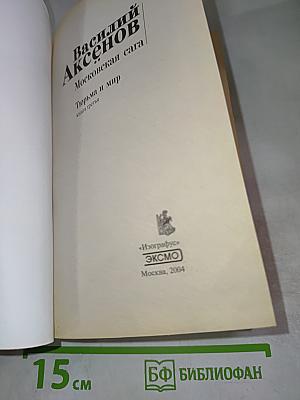 Василий
Аксенов
Московская сага
Тюрьма и мир
книга третья
«Изографус»
ЭКСМО
Москва, 2004
15 см
БФ БИБЛИОФАН